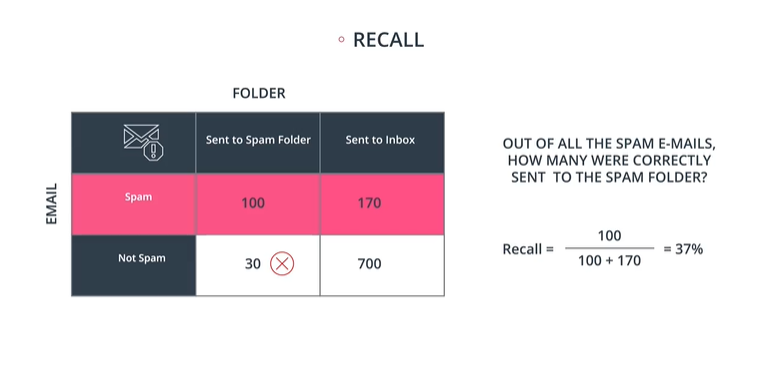 RECALL
FOLDER
EMAIL
Sent to Spam Folder Sent to Inbox
Spam 100 170
Not Spam 30 700
OUT OF ALL THE SPAM E-MAILS,
HOW MANY WERE CORRECTLY
SENT TO THE SPAM FOLDER?
100
Recall = = 37%
100 + 170